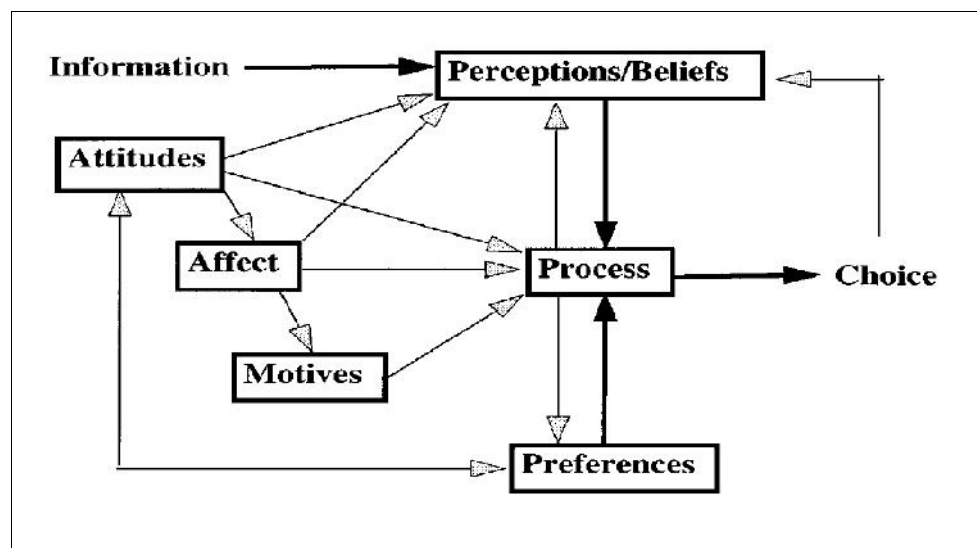 Information
Perceptions/Beliefs
Attitudes
Affect
Process
Choice
Motives
Preferences